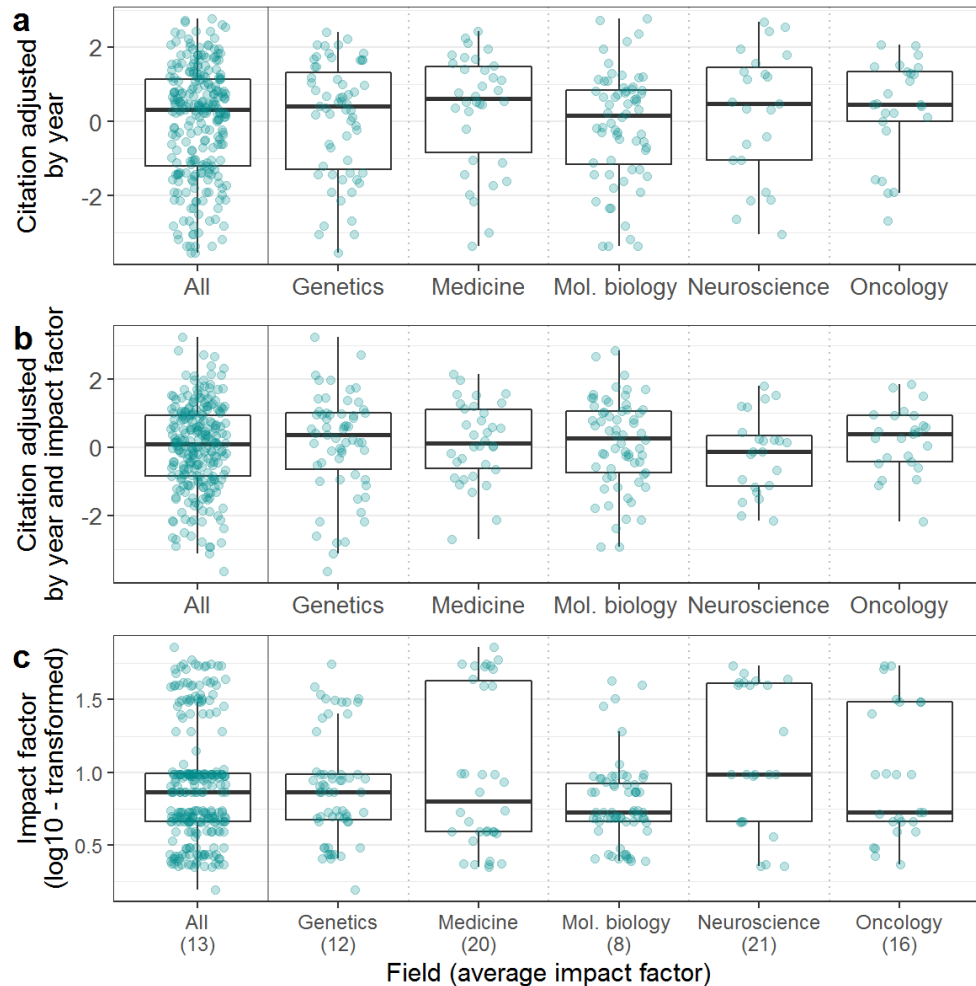 a
Citation adjusted
by year
2
0
-2
All
Genetics
Medicine
Mol. biology
Neuroscience
Oncology
b
Citation adjusted
by year and impact factor
2
0
-2
All
Genetics
Medicine
Mol. biology
Neuroscience
Oncology
c
Impact factor
(log10 - transformed)
1.5
1.0
0.5
All
(13)
Genetics
(12)
Medicine
(20)
Mol. biology
(8)
Neuroscience
(21)
Oncology
(16)
Field (average impact factor)